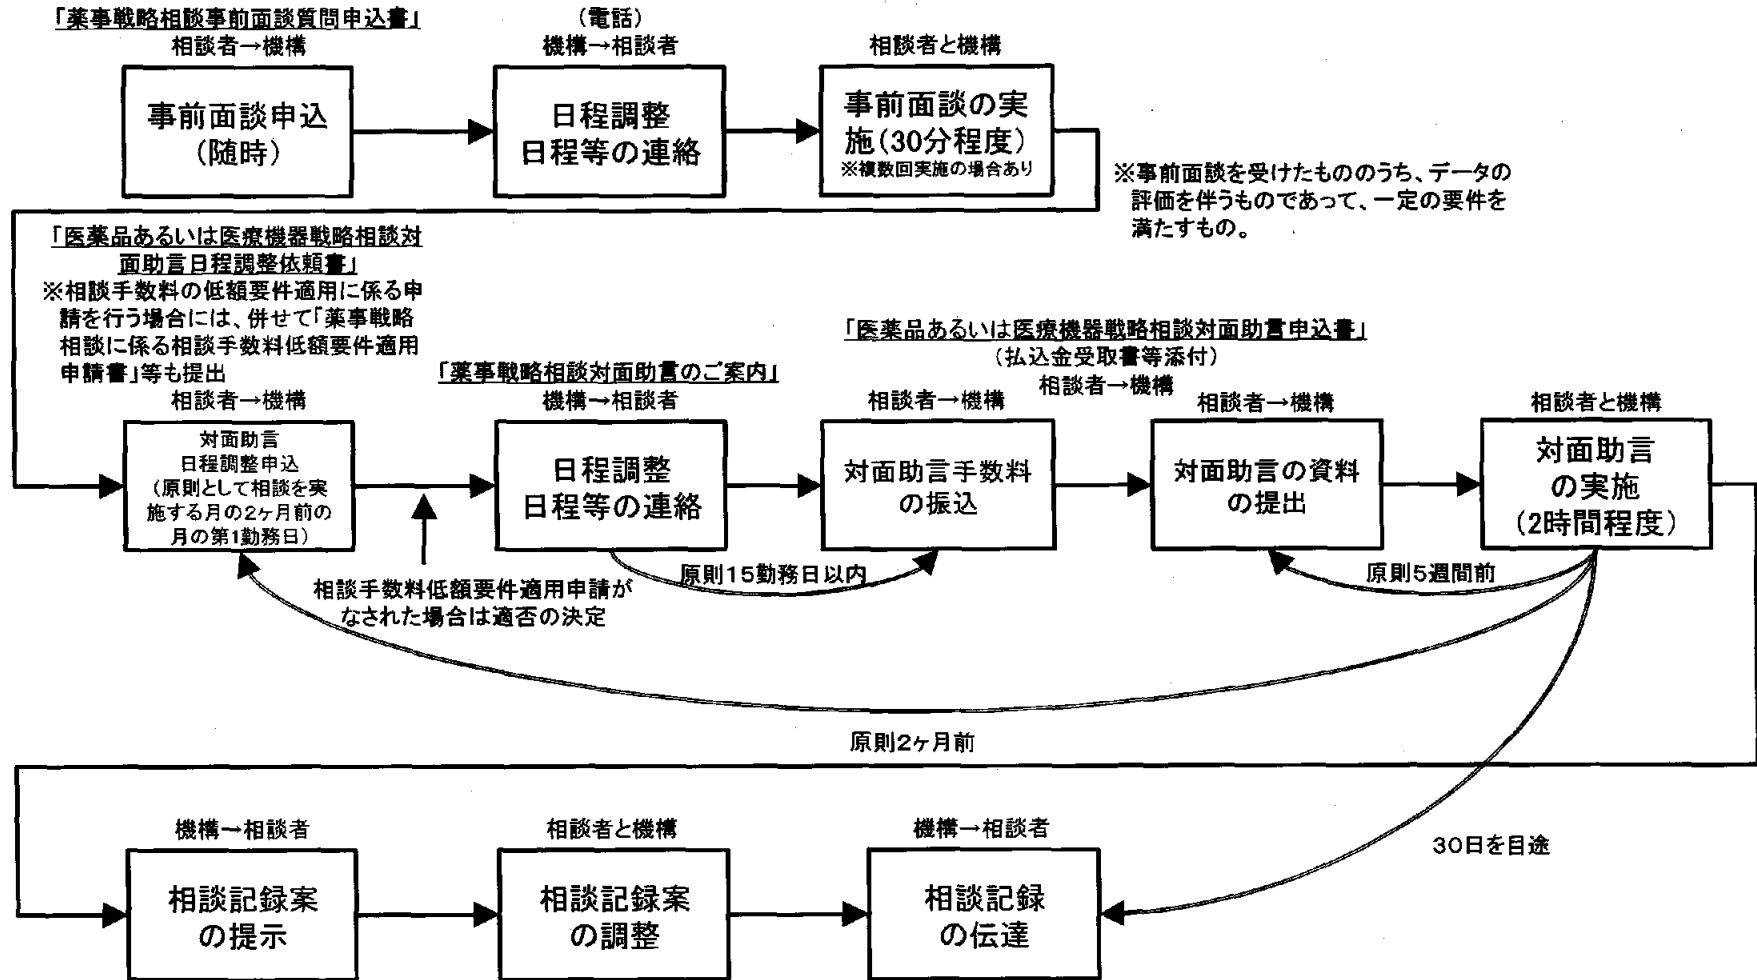 「薬事戦略相談事前面談質問申込書」
相談者→機構
事前面談申込
（随時）
（電話）
機構→相談者
日程調整
日程等の連絡
相談者と機構
事前面談の実
施（30分程度）
※複数回実施の場合あり
※事前面談を受けたもののうち、データの
評価を伴うものであって、一定の要件を
満たすもの。
「医薬品あるいは医療機器戦略相談対
面助言日程調整依頼書」
※相談手数料の低額要件適用に係る申
請を行う場合には、併せて「薬事戦略
相談に係る相談手数料低額要件適用
申請書」等も提出
相談者→機構
対面助言
日程調整申込
（原則として相談を実
施する月の2ヶ月前の
月の第1勤務日）
相談手数料低額要件適用申請が
なされた場合は適否の決定
「薬事戦略相談対面助言のご案内」
機構→相談者
日程調整
日程等の連絡
原則15勤務日以内
「医薬品あるいは医療機器戦略相談対面助言申込書」
（払込金受取書等添付）
相談者→機構
相談者→機構
対面助言手数料
の振込
相談者→機構
対面助言の資料
の提出
原則5週間前
相談者と機構
対面助言
の実施
（2時間程度）
原則2ヶ月前
機構→相談者
相談記録案
の提示
相談者と機構
相談記録案
の調整
機構→相談者
相談記録
の伝達
30日を目途